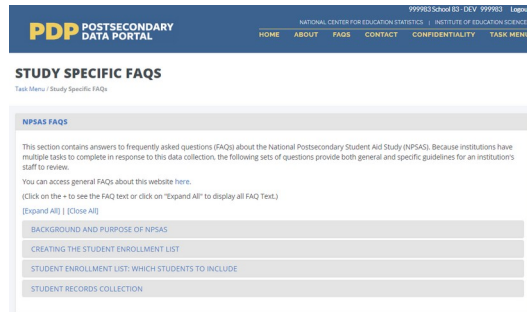 999983 School 83 - DEV 999983 Logou
NATIONAL CENTER FOR EDUCATION STATISTICS | INSTITUTE OF EDUCATION SCIENCE
PDP POSTSECONDARY
DATA PORTAL
HOME ABOUT FAQS CONTACT CONFIDENTIALITY TASK MENU
STUDY SPECIFIC FAQS
Task Menu / Study Specific FAQs
NPSAS FAQS
This section contains answers to frequently asked questions (FAQs) about the National Postsecondary Student Aid Study (NPSAS). Because institutions have
multiple tasks to complete in response to this data collection, the following sets of questions provide both general and specific guidelines for an institution's
staff to review.
You can access general FAQs about this website here.
(Click on the + to see the FAQ text or click on "Expand All" to display all FAQ Text.)
[Expand All] | [Close All]
BACKGROUND AND PURPOSE OF NPSAS
CREATING THE STUDENT ENROLLMENT LIST
STUDENT ENROLLMENT LIST: WHICH STUDENTS TO INCLUDE
STUDENT RECORDS COLLECTION